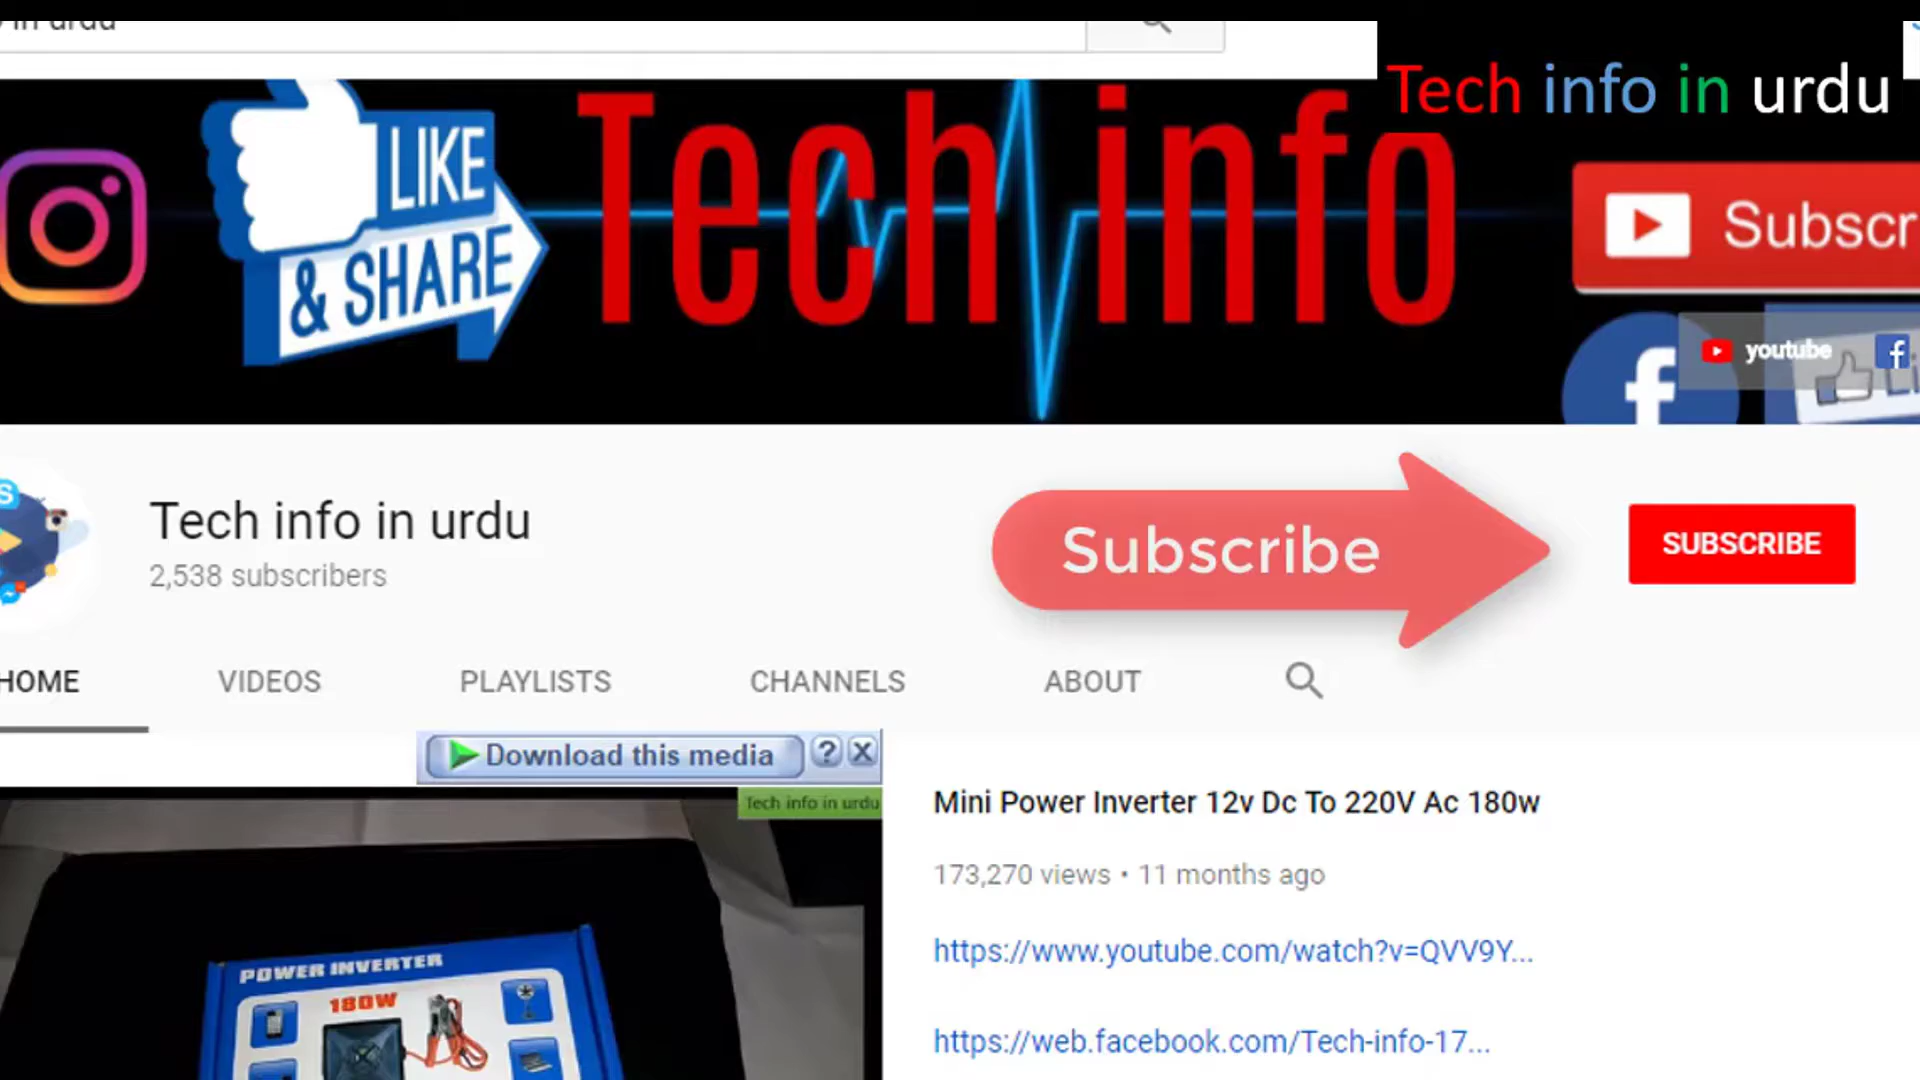 in urdu
Tech info in urdu
LIKE
& SHARE
Tech info
Subscr
youtube
Tech info in urdu
2,538 subscribers
Subscribe
SUBSCRIBE
HOME VIDEOS PLAYLISTS CHANNELS ABOUT
Download this media ? X
Tech info in urdu
Mini Power Inverter 12v Dc To 220V Ac 180w
173,270 views • 11 months ago
https://www.youtube.com/watch?v=QVV9Y...
https://web.facebook.com/Tech-info-17...
POWER INVERTER
180W